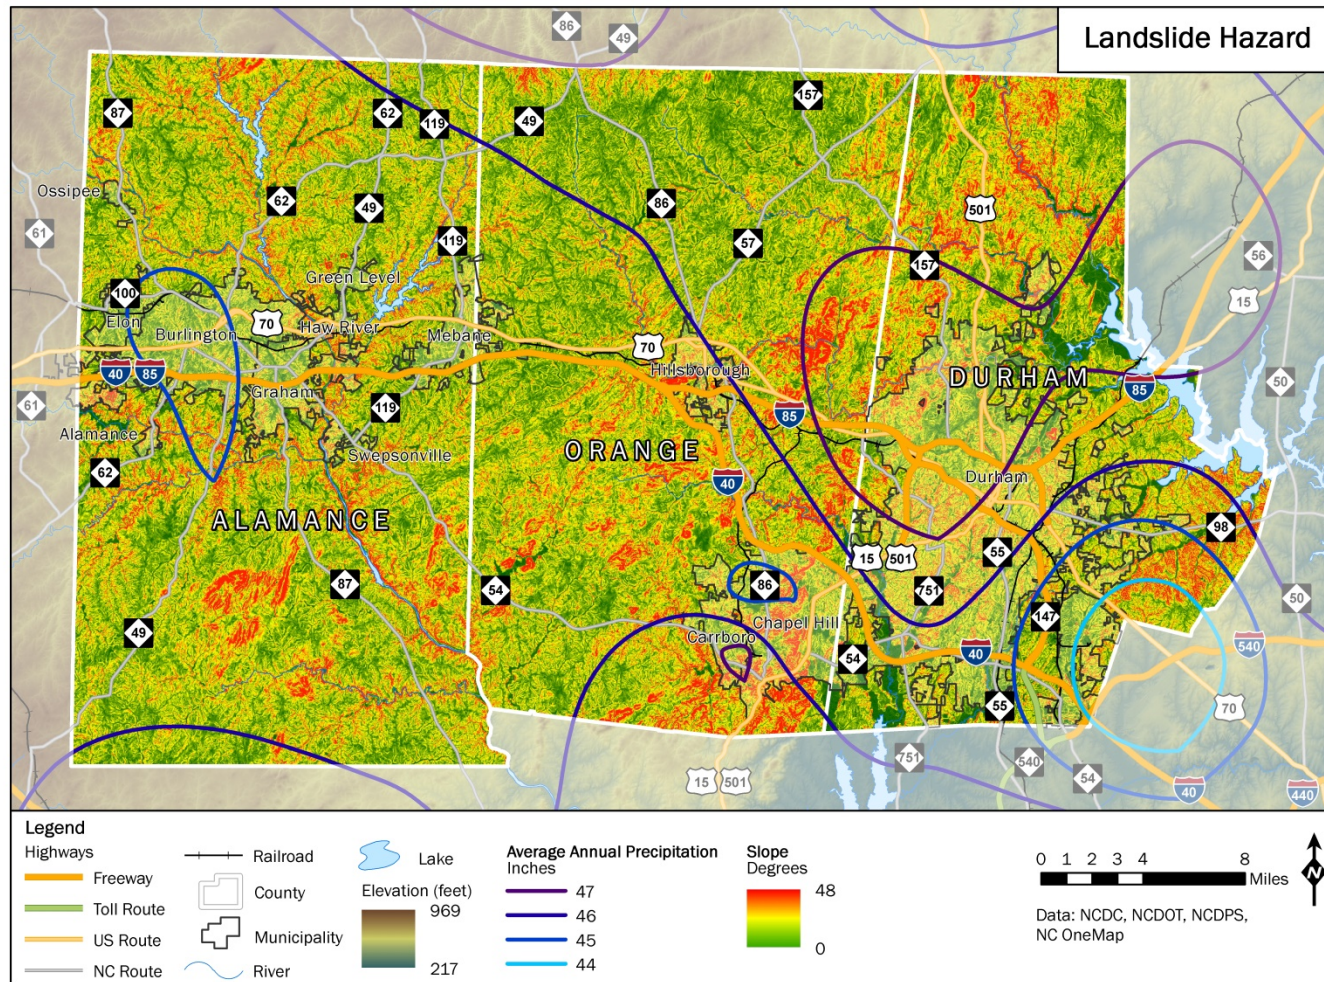 Landslide Hazard
86
49
87
62
119
49
157
Ossipee
62
49
86
501
61
119
57
157
56
Green Level
100
15
Elon
Burlington
70
Haw River
Mebane
70
Hillsborough
40
85
Graham
DURHAM
85
50
61
119
85
Alamance
Swepsonville
ORANGE
62
40
Durham
ALAMANCE
98
15
501
55
87
54
86
751
50
49
Chapel Hill
147
Carrboro
54
40
540
55
70
751
540
54
15
501
40
440
Legend
Highways
Freeway
Toll Route
US Route
NC Route
Railroad
County
Municipality
River
Lake
Elevation (feet)
969
217
Average Annual Precipitation
Inches
47
46
45
44
Slope
Degrees
48
0
0 1 2 3 4 8
Miles
N
Data: NCDC, NCDOT, NCDPS,
NC OneMap